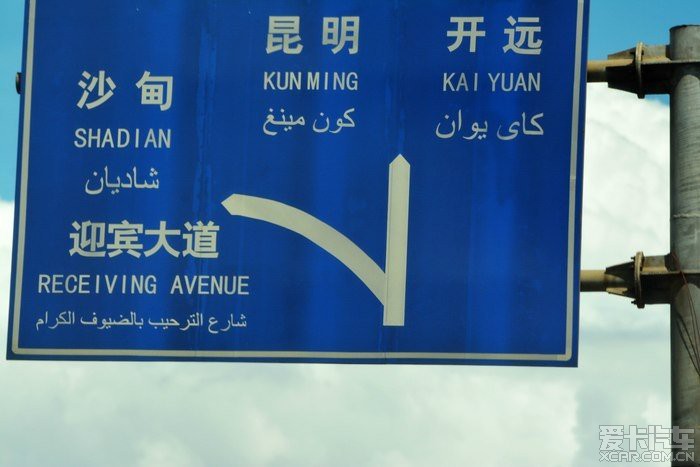 昆明
KUNMING
كون مينغ
开远
KAI YUAN
كاي يوان
沙甸
SHADIAN
شاديان
迎宾大道
RECEIVING AVENUE
شارع الترحيب بالضيوف الكرام
爱卡汽车
XCAR.COM.CN